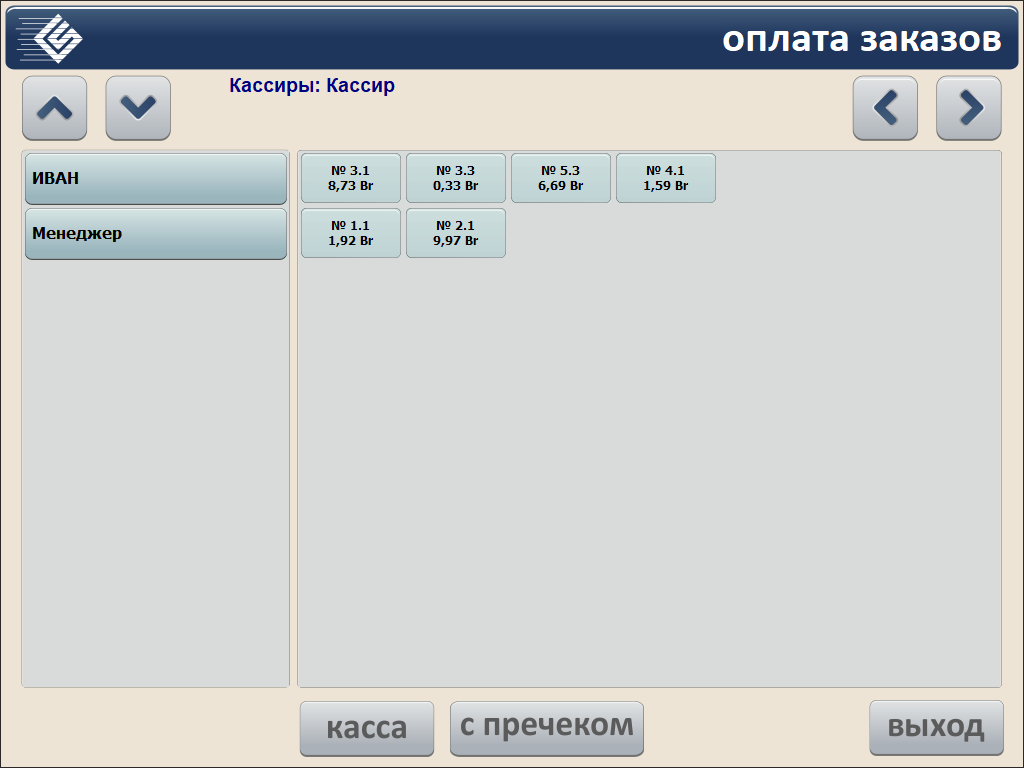 оплата заказов
Кассиры: Кассир
ИВАН
Менеджер
№ 3.1
8,73 Br
№ 3.3
0,33 Br
№ 5.3
6,69 Br
№ 4.1
1,59 Br
№ 1.1
1,92 Br
№ 2.1
9,97 Br
касса
с пречеком
выход